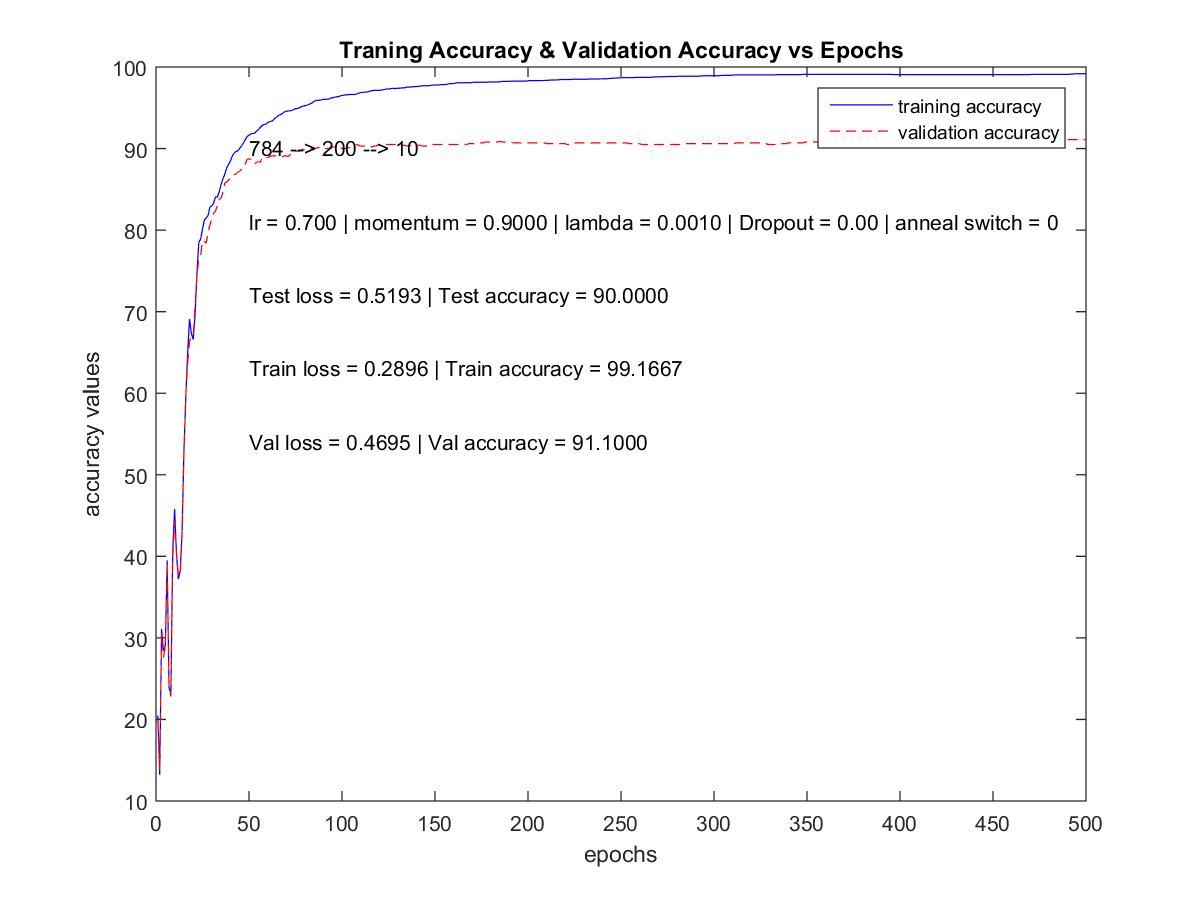 Traning Accuracy & Validation Accuracy vs Epochs
100
90
80
70
60
50
40
30
20
10
accuracy values
training accuracy
validation accuracy
784 --> 200 --> 10
lr = 0.700 | momentum = 0.9000 | lambda = 0.0010 | Dropout = 0.00 | anneal switch = 0
Test loss = 0.5193 | Test accuracy = 90.0000
Train loss = 0.2896 | Train accuracy = 99.1667
Val loss = 0.4695 | Val accuracy = 91.1000
0 50 100 150 200 250 300 350 400 450 500
epochs